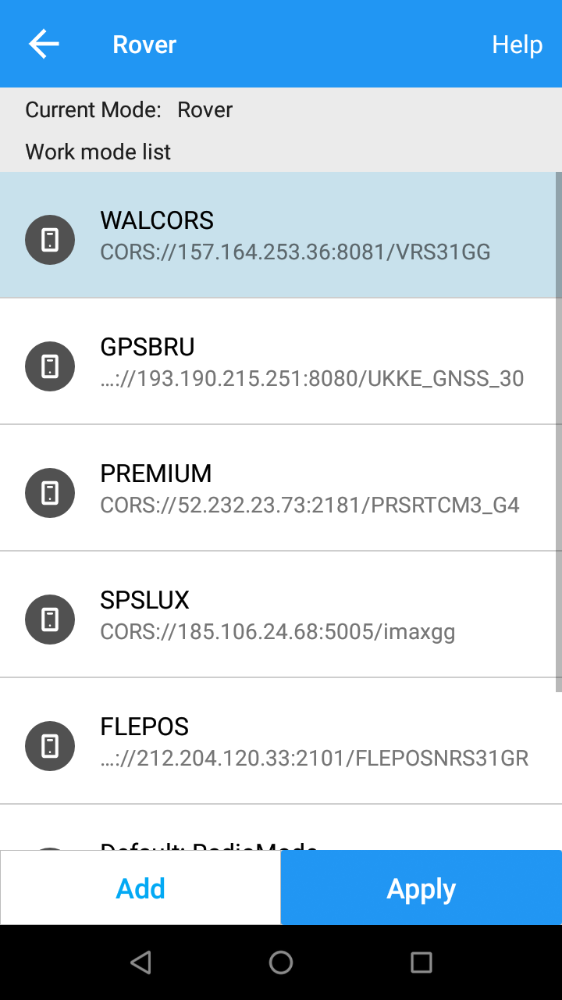 Rover
Help
Current Mode: Rover
Work mode list
WALCORS
CORS://157.164.253.36:8081/VRS31GG
GPSBRU
...://193.190.215.251:8080/UKKE_GNSS_30
PREMIUM
CORS://52.232.23.73:2181/PRSRTCM3_G4
SPSLUX
CORS://185.106.24.68:5005/imaxgg
FLEPOS
...://212.204.120.33:2101/FLEPOSNRS31GR
Default: RadioMode
Add
Apply